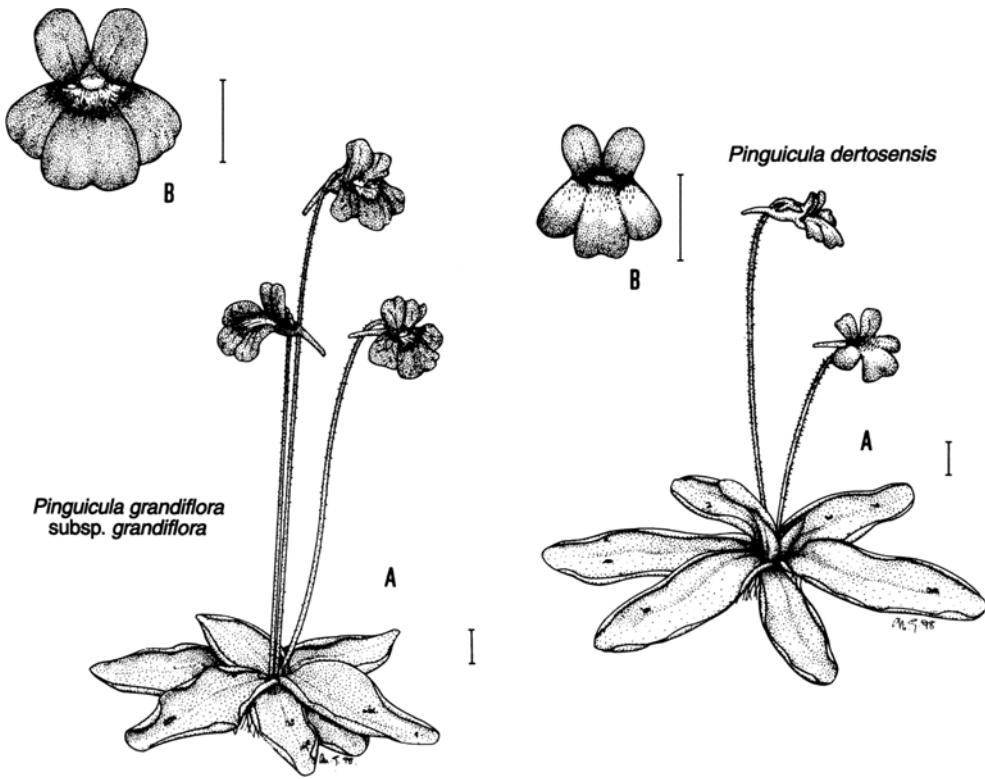 B
Pinguicula grandiflora
subsp. grandiflora
A
Pinguicula dertosensis
B
A